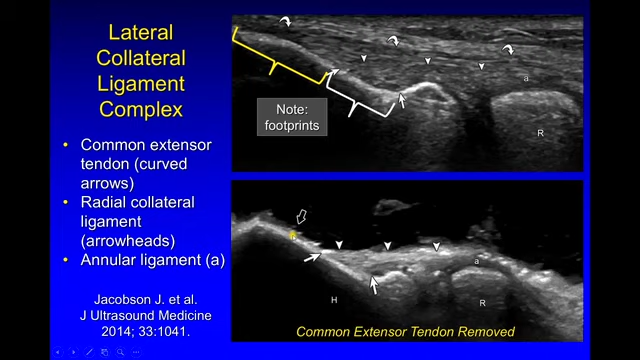 Lateral
Collateral
Ligament
Complex
• Common extensor
tendon (curved
arrows)
• Radial collateral
ligament
(arrowheads)
• Annular ligament (a)
Jacobson J. et al.
J Ultrasound Medicine
2014; 33:1041.
Note:
footprints
a
R
a
H
R
Common Extensor Tendon Removed